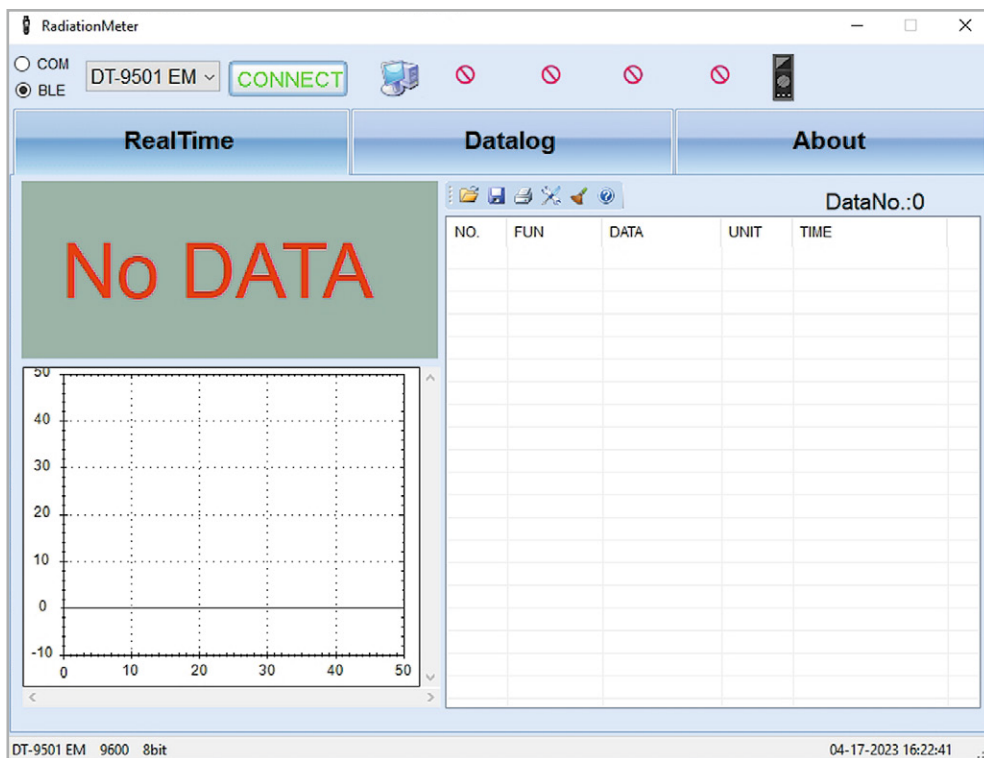 RadiationMeter
COM
BLE
DT-9501 EM
CONNECT
RealTime
Datalog
About
No DATA
DataNo.:0
NO. FUN DATA UNIT TIME
50
40
30
20
10
0
-10
0 10 20 30 40 50
DT-9501 EM 9600 8bit 04-17-2023 16:22:41